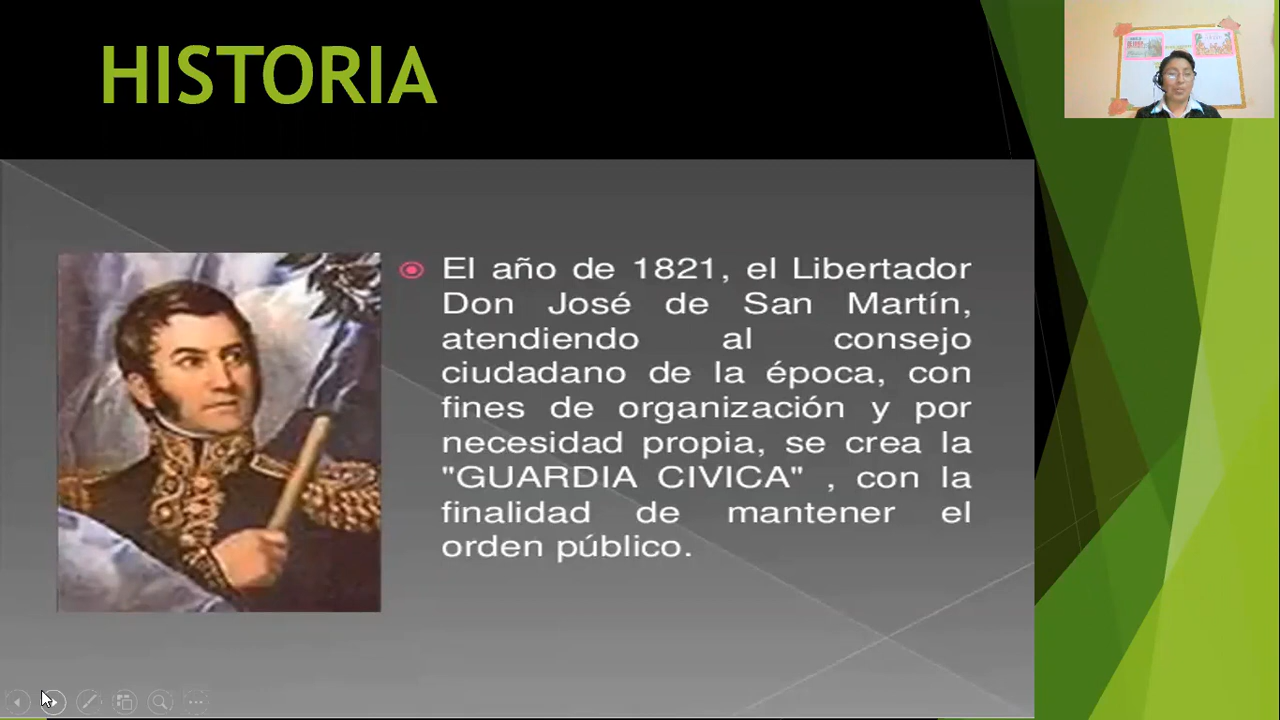 HISTORIA
El año de 1821, el Libertador
Don José de San Martín,
atendiendo al consejo
ciudadano de la época, con
fines de organización y por
necesidad propia, se crea la
"GUARDIA CIVICA" , con la
finalidad de mantener el
orden público.